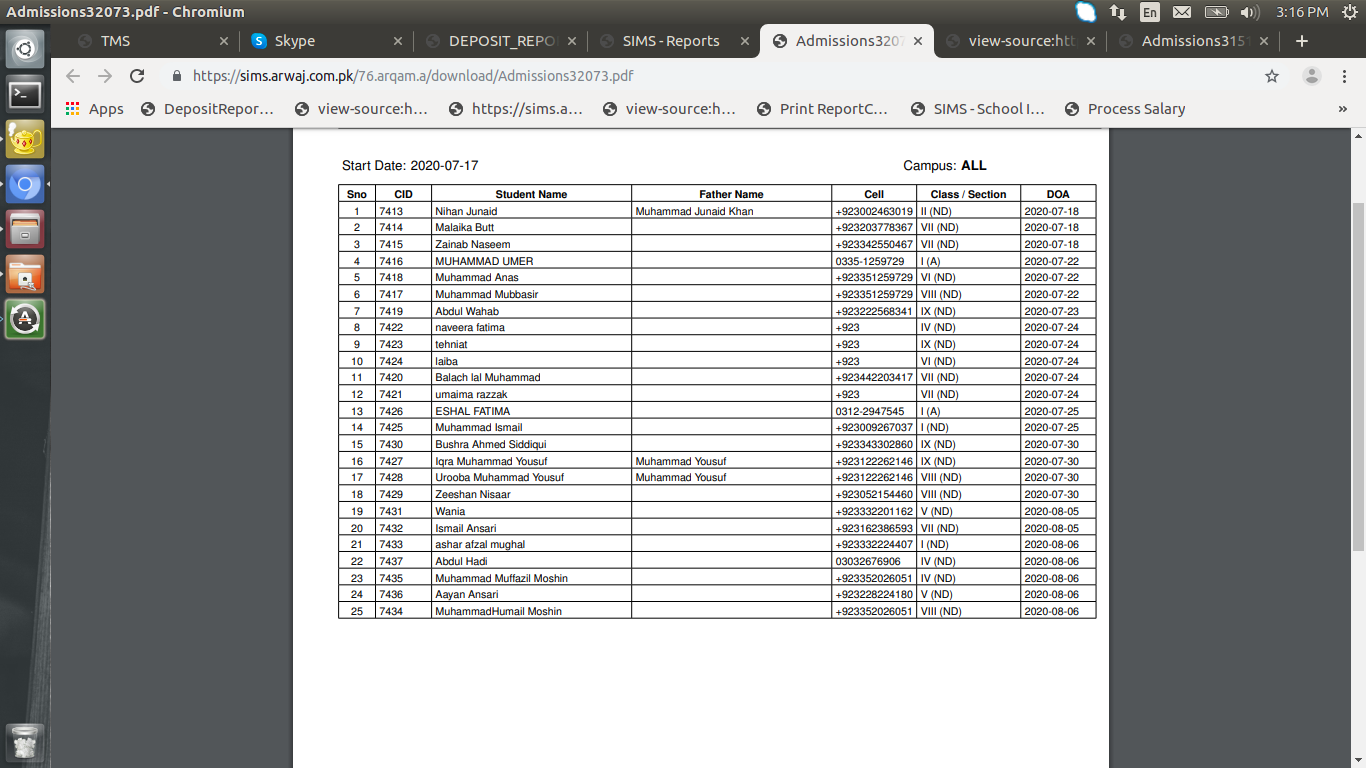 Admissions32073.pdf - Chromium
En 3:16 PM
TMS Skype DEPOSIT_REPO SIMS - Reports Admissions3207 view-source:htt Admissions3151
https://sims.arwaj.com.pk/76.arqam.a/download/Admissions32073.pdf
Apps DepositRepor... view-source:h... https://sims.a... view-source:h... Print ReportC... SIMS - School I... Process Salary »
Start Date: 2020-07-17 Campus: ALL
Sno CID Student Name Father Name Cell Class / Section DOA
1 7413 Nihan Junaid Muhammad Junaid Khan +923002463019 II (ND) 2020-07-18
2 7414 Malaika Butt +923203778367 VII (ND) 2020-07-18
3 7415 Zainab Naseem +923342550467 VII (ND) 2020-07-18
4 7416 MUHAMMAD UMER 0335-1259729 I (A) 2020-07-22
5 7418 Muhammad Anas +923351259729 VI (ND) 2020-07-22
6 7417 Muhammad Mubbasir +923351259729 VIII (ND) 2020-07-22
7 7419 Abdul Wahab +923222568341 IX (ND) 2020-07-23
8 7422 naveera fatima +923 IV (ND) 2020-07-24
9 7423 tehniat +923 IX (ND) 2020-07-24
10 7424 laiba +923 VI (ND) 2020-07-24
11 7420 Balach lal Muhammad +923442203417 VII (ND) 2020-07-24
12 7421 umaima razzak +923 VII (ND) 2020-07-24
13 7426 ESHAL FATIMA 0312-2947545 I (A) 2020-07-25
14 7425 Muhammad Ismail +923009267037 I (ND) 2020-07-25
15 7430 Bushra Ahmed Siddiqui +923343302860 IX (ND) 2020-07-30
16 7427 Iqra Muhammad Yousuf Muhammad Yousuf +923122262146 IX (ND) 2020-07-30
17 7428 Urooba Muhammad Yousuf Muhammad Yousuf +923122262146 VIII (ND) 2020-07-30
18 7429 Zeeshan Nisaar +923052154460 VIII (ND) 2020-07-30
19 7431 Wania +923332201162 V (ND) 2020-08-05
20 7432 Ismail Ansari +923162386593 VII (ND) 2020-08-05
21 7433 ashar afzal mughal +923332224407 I (ND) 2020-08-06
22 7437 Abdul Hadi 03032676906 IV (ND) 2020-08-06
23 7435 Muhammad Muffazil Moshin +923352026051 IV (ND) 2020-08-06
24 7436 Aayan Ansari +923228224180 V (ND) 2020-08-06
25 7434 MuhammadHumail Moshin +923352026051 VIII (ND) 2020-08-06